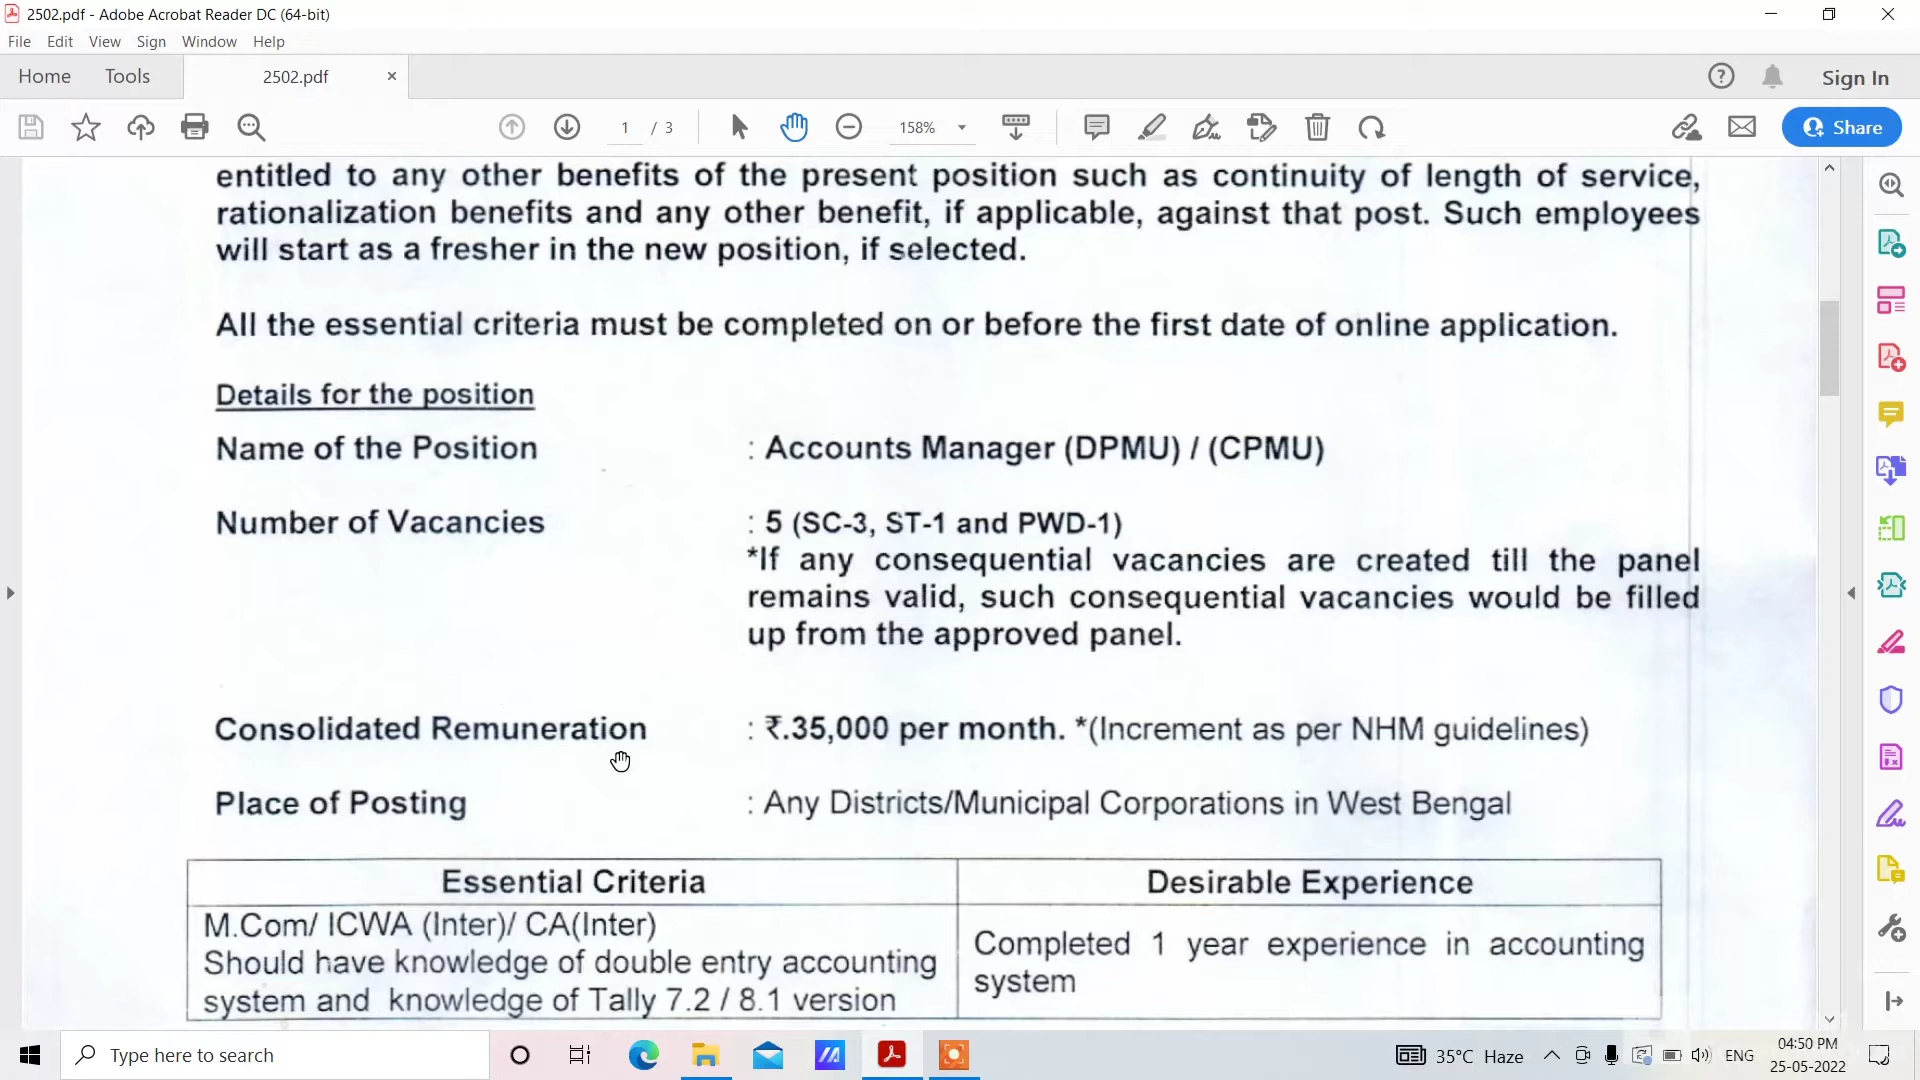 2502.pdf - Adobe Acrobat Reader DC (64-bit)
File Edit View Sign Window Help
Home Tools 2502.pdf Sign In
1 / 3 158% Share
entitled to any other benefits of the present position such as continuity of length of service,
rationalization benefits and any other benefit, if applicable, against that post. Such employees
will start as a fresher in the new position, if selected.
All the essential criteria must be completed on or before the first date of online application.
Details for the position
Name of the Position : Accounts Manager (DPMU) / (CPMU)
Number of Vacancies : 5 (SC-3, ST-1 and PWD-1)
*If any consequential vacancies are created till the panel
remains valid, such consequential vacancies would be filled
up from the approved panel.
Consolidated Remuneration : ₹.35,000 per month. *(Increment as per NHM guidelines)
Place of Posting : Any Districts/Municipal Corporations in West Bengal
Essential Criteria Desirable Experience
M.Com/ ICWA (Inter)/ CA(Inter)
Should have knowledge of double entry accounting
system and knowledge of Tally 7.2 / 8.1 version
Completed 1 year experience in accounting
system
Type here to search 35°C Haze ENG 04:50 PM
25-05-2022